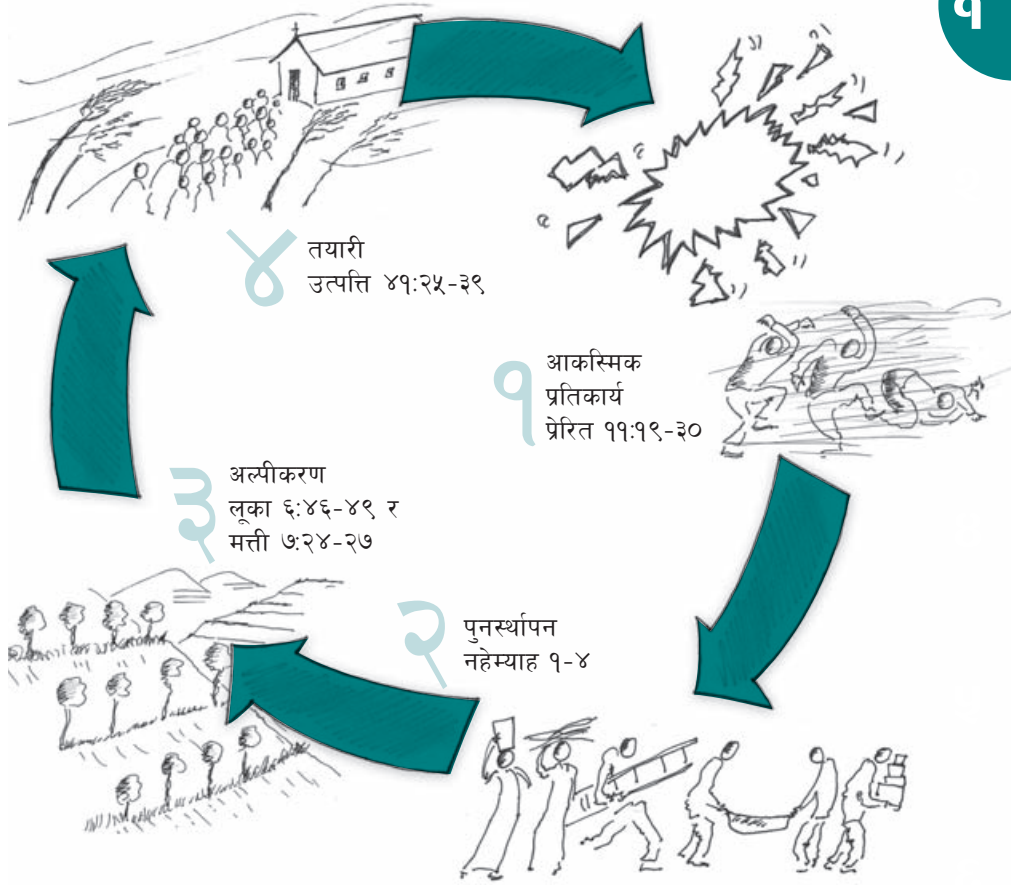 १
४
तयारी
उत्पत्ति ४१:२५-३९
१
आकस्मिक
प्रतिकार्य
प्रेरित ११:१९-३०
३
अल्पीकरण
लूका ६:४६-४९ र
मत्ती ७:२४-२७
२
पुनर्स्थापन
नहेम्याह १-४